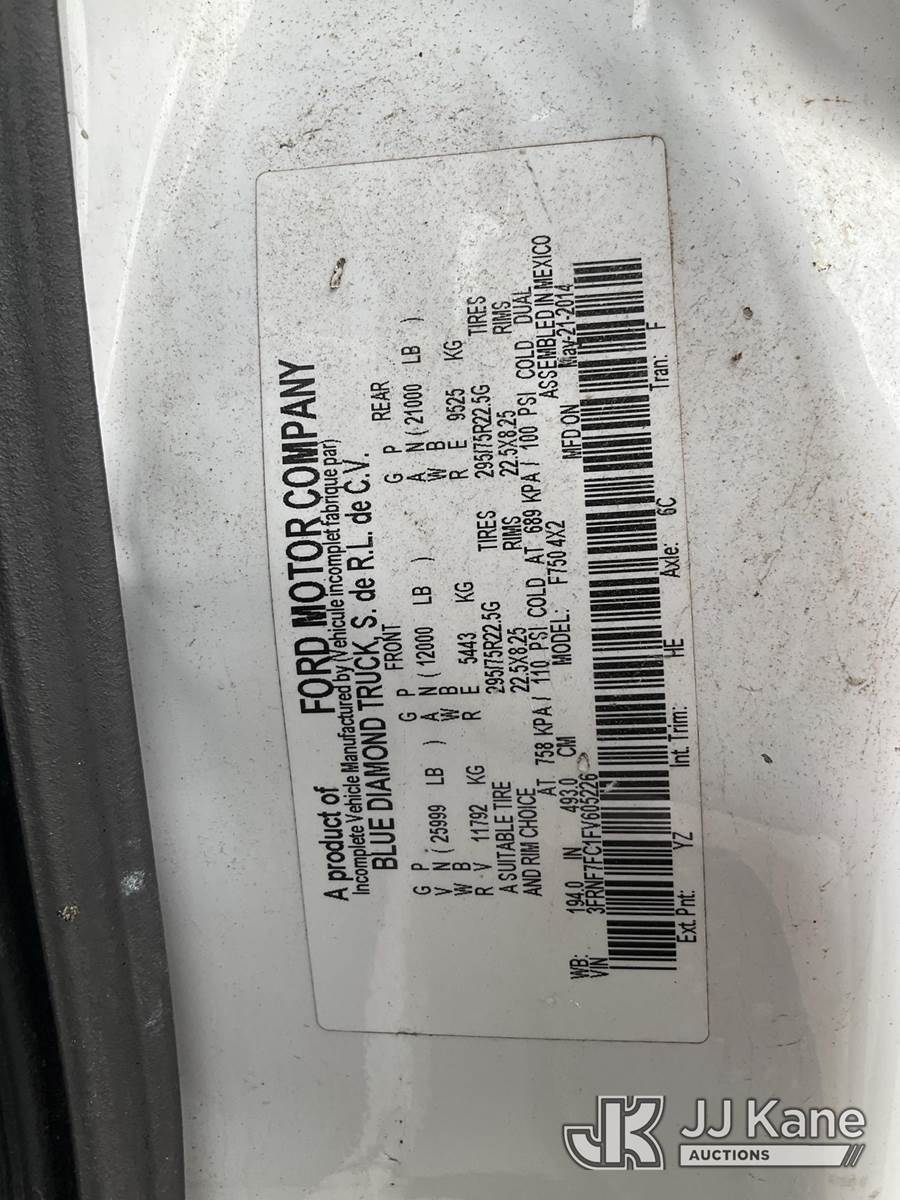 A product of FORD MOTOR COMPANY
Incomplete Vehicle Manufactured by (Vehicule incomplet fabrique par)
BLUE DIAMOND TRUCK, S. de R.L. de C.V.
FRONT REAR
G P G P G P
V N ( 25999 LB ) A N ( 12000 LB ) A N ( 21000 LB )
W B W B W B
R V 11792 KG R E 5443 KG R E 9525 KG
A SUITABLE TIRE 295/75R22.5G TIRES 295/75R22.5G TIRES
AND RIM CHOICE 22.5X8.25 RIMS 22.5X8.25 RIMS
AT 758 KPA / 110 PSI COLD AT 689 KPA / 100 PSI COLD DUAL
WB: 194.0 IN 493.0 CM MODEL: F750 4X2 ASSEMBLED IN MEXICO
VIN 3FRNF7FC1FV605226 MFD ON May-21-2014
Ext. Pnt: YZ Int. Trim: HE Axle: 6C Tran: F
JK JJ Kane
AUCTIONS